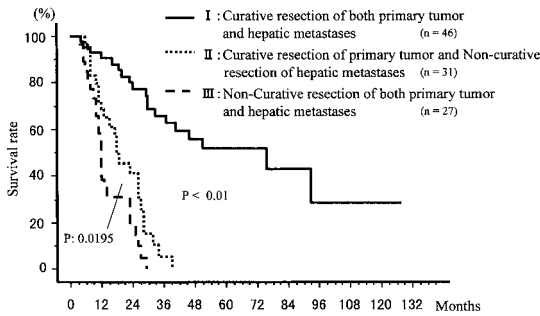 (%)
I : Curative resection of both primary tumor
and hepatic metastases (n = 46)
II : Curative resection of primary tumor and Non-curative
resection of hepatic metastases (n = 31)
III : Non-Curative resection of both primary tumor
and hepatic metastases (n = 27)
Survival rate
100
80
60
40
20
0
P < 0.01
P: 0.0195
0 12 24 36 48 60 72 84 96 108 120 132 Months